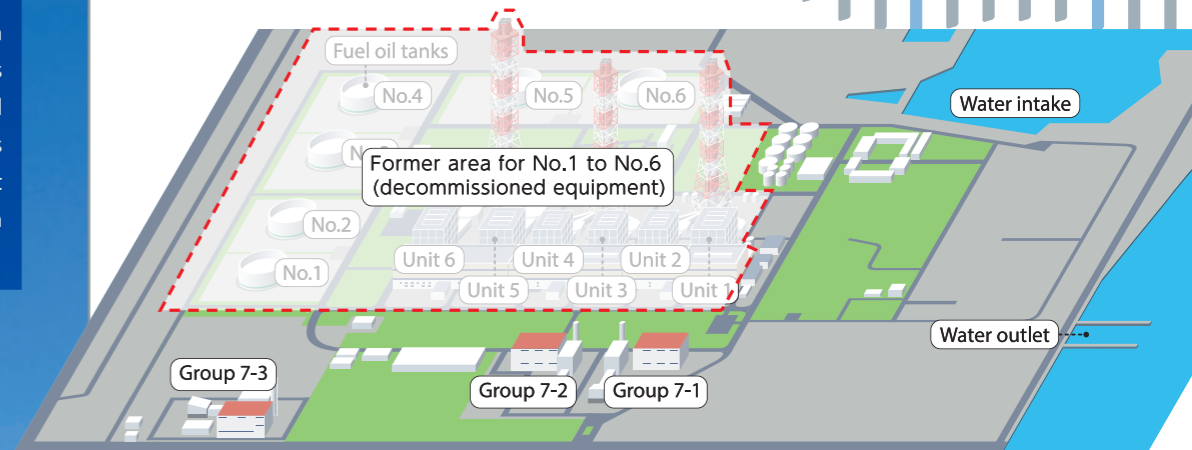 Fuel oil tanks
No.4
No.5
No.6
Water intake
Former area for No.1 to No.6
(decommissioned equipment)
No.2
No.1
Unit 6
Unit 4
Unit 2
Unit 5
Unit 3
Unit 1
Water outlet
Group 7-3
Group 7-2
Group 7-1